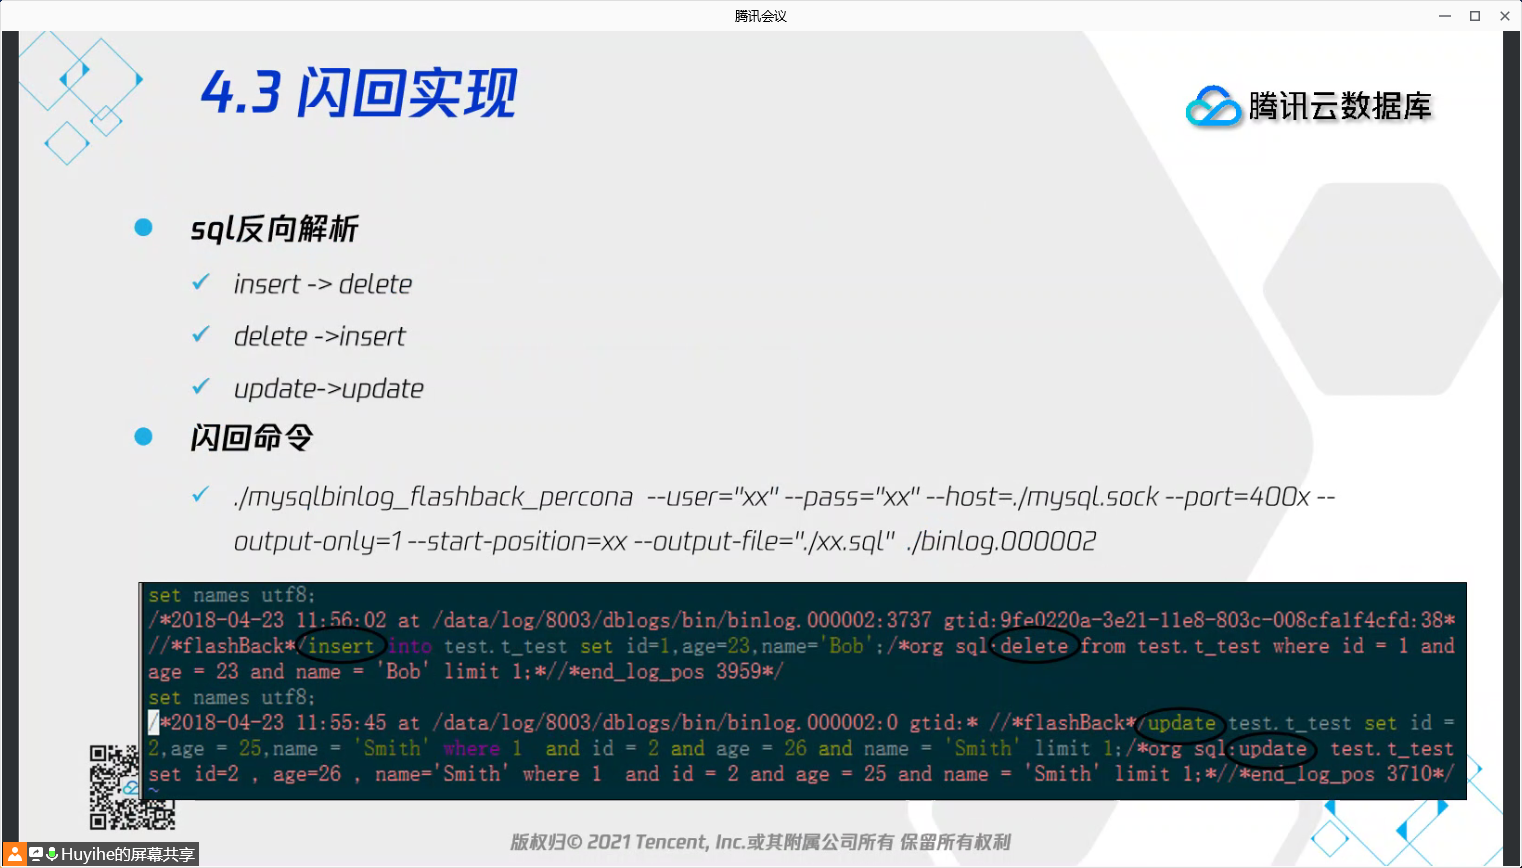 腾讯会议
4.3 闪回实现
腾讯云数据库
sql反向解析
insert -> delete
delete ->insert
update->update
闪回命令
./mysqlbinlog_flashback_percona --user="xx" --pass="xx" --host=./mysql.sock --port=400x --
output-only=1 --start-position=xx --output-file="./xx.sql" ./binlog.000002
set names utf8;
/*2018-04-23 11:56:02 at /data/log/8003/dblogs/bin/binlog.000002:3737 gtid:9fe0220a-3e21-11e8-803c-008cfa1f4cfd:38*
//*flashBack*/insert into test.t_test set id=1,age=23,name='Bob';/*org sql:delete from test.t_test where id = 1 and
age = 23 and name = 'Bob' limit 1;*//*end_log_pos 3959*/
set names utf8;
/*2018-04-23 11:55:45 at /data/log/8003/dblogs/bin/binlog.000002:0 gtid:* //*flashBack*/update test.t_test set id =
2,age = 25,name = 'Smith' where 1 and id = 2 and age = 26 and name = 'Smith' limit 1;/*org sql:update test.t_test
set id=2 , age=26 , name='Smith' where 1 and id = 2 and age = 25 and name = 'Smith' limit 1;*//*end_log_pos 3710*/
~
版权归© 2021 Tencent, Inc.或其附属公司所有 保留所有权利
Huyihe的屏幕共享